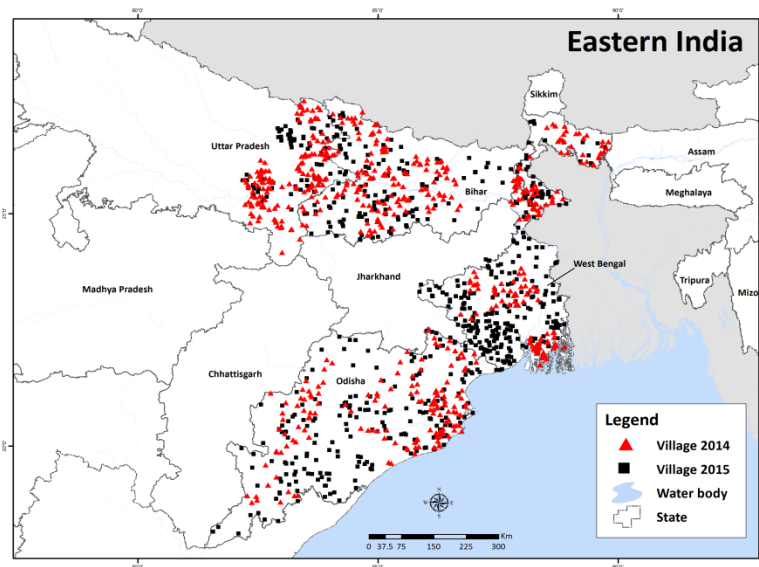 Eastern India
Sikkim
Uttar Pradesh
Assam
Bihar
Meghalaya
West Bengal
Jharkhand
Madhya Pradesh
Tripura
Mizo
Chhattisgarh
Odisha
Legend
Village 2014
Village 2015
Water body
State
N
W E
S
Km
0 37.5 75 150 225 300